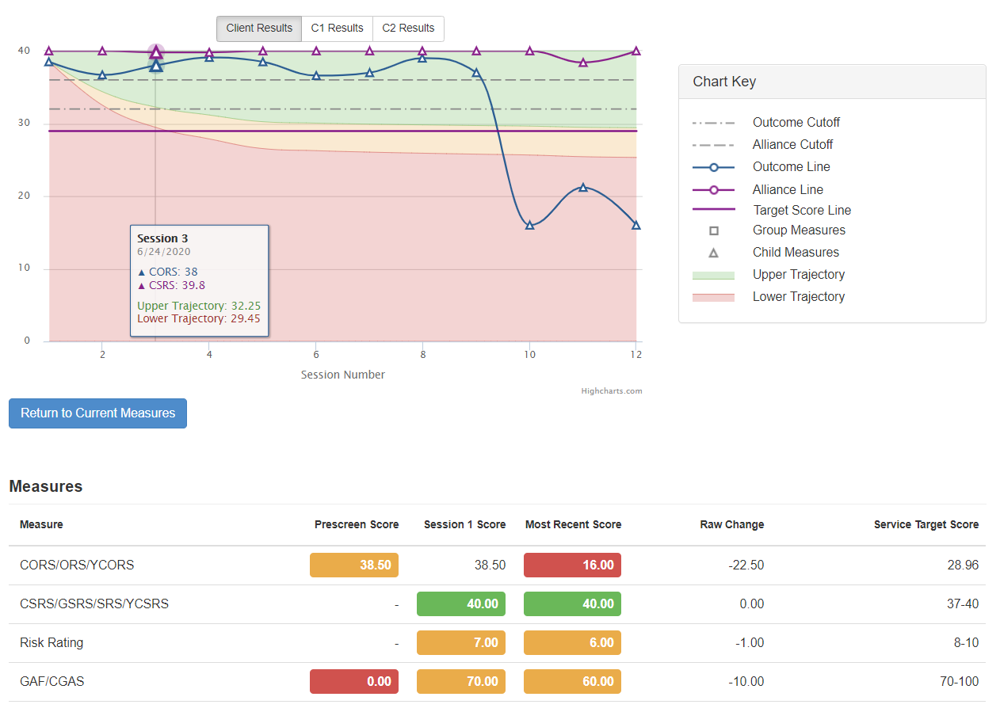 Client Results C1 Results C2 Results
40
30
20
10
0
Session 3
6/24/2020
▲ CORS: 38
▲ CSRS: 39.8
Upper Trajectory: 32.25
Lower Trajectory: 29.45
2 4 6 8 10 12
Session Number
Highcharts.com
Chart Key
Outcome Cutoff
Alliance Cutoff
Outcome Line
Alliance Line
Target Score Line
Group Measures
Child Measures
Upper Trajectory
Lower Trajectory
Return to Current Measures
Measures
Measure Prescreen Score Session 1 Score Most Recent Score Raw Change Service Target Score
CORS/ORS/YCORS 38.50 38.50 16.00 -22.50 28.96
CSRS/GSRS/SRS/YCSRS - 40.00 40.00 0.00 37-40
Risk Rating - 7.00 6.00 -1.00 8-10
GAF/CGAS 0.00 70.00 60.00 -10.00 70-100